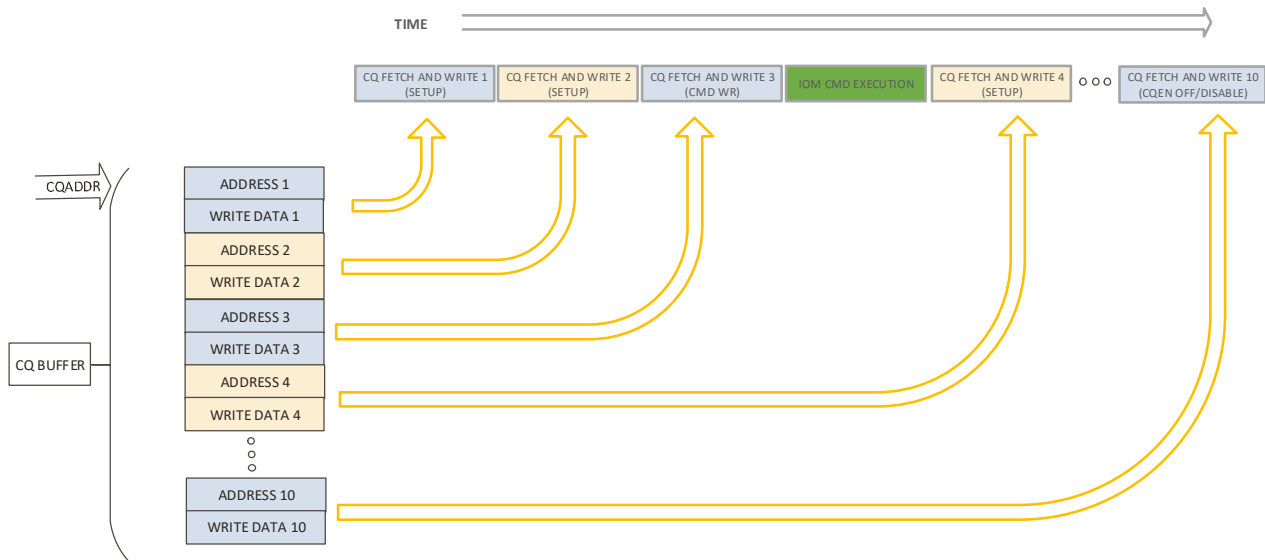 TIME
CQ FETCH AND WRITE 1
(SETUP)
CQ FETCH AND WRITE 2
(SETUP)
CQ FETCH AND WRITE 3
(CMD WR)
IOM CMD EXECUTION
CQ FETCH AND WRITE 4
(SETUP)
CQ FETCH AND WRITE 10
(CQEN OFF/DISABLE)
CQADDR
ADDRESS 1
WRITE DATA 1
ADDRESS 2
WRITE DATA 2
ADDRESS 3
WRITE DATA 3
CQ BUFFER
ADDRESS 4
WRITE DATA 4
ADDRESS 10
WRITE DATA 10